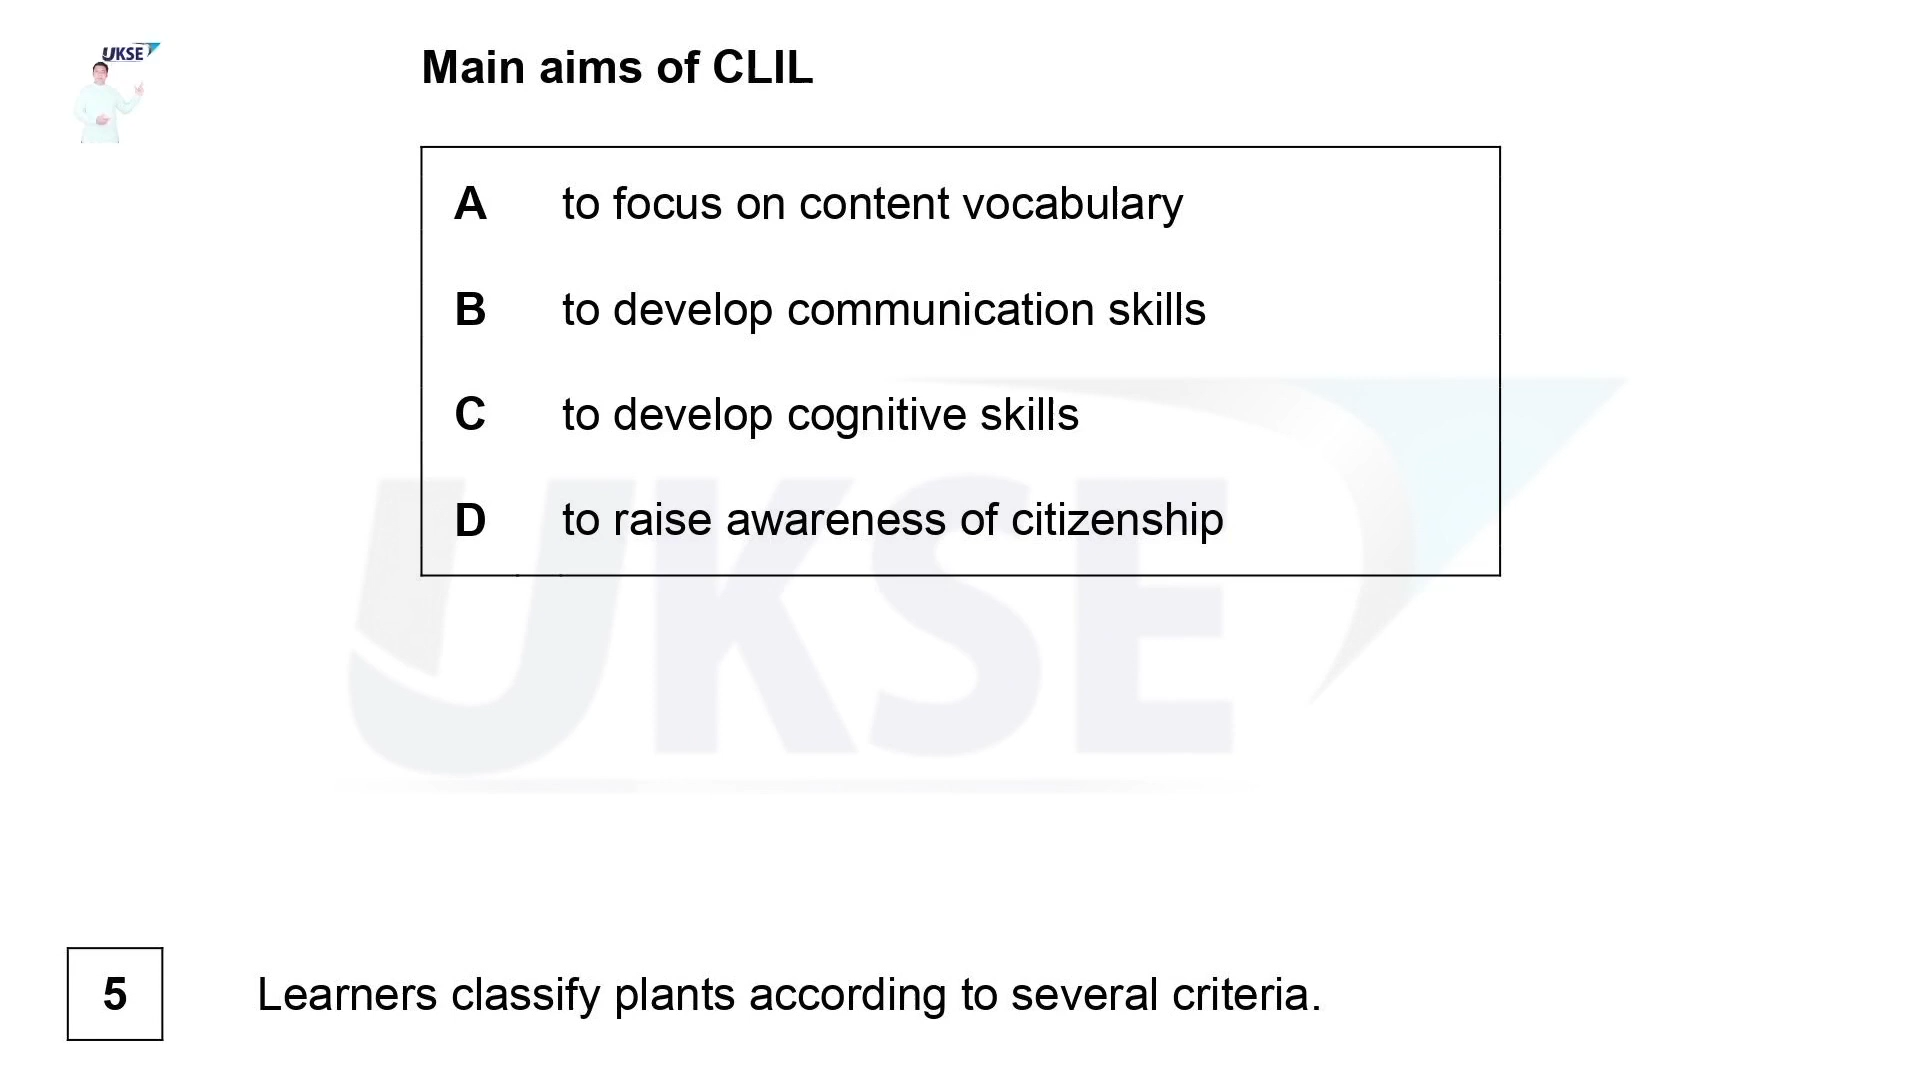 UKSE
Main aims of CLIL
A to focus on content vocabulary
B to develop communication skills
C to develop cognitive skills
D to raise awareness of citizenship
UKSE
5 Learners classify plants according to several criteria.